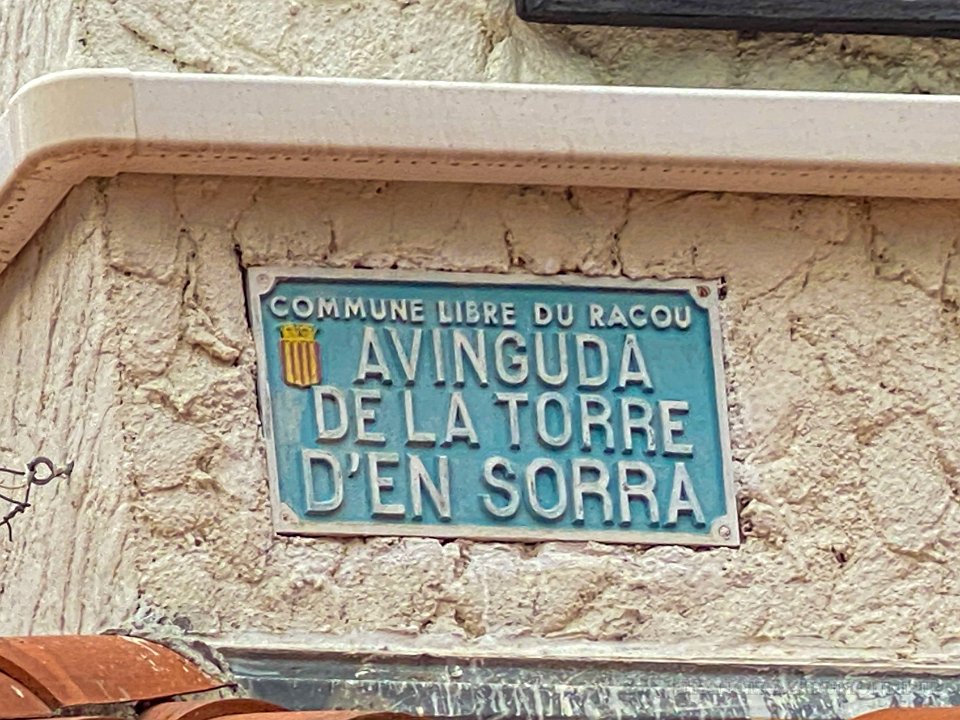 COMMUNE LIBRE DU RACOU
AVINGUDA
DE LA TORRE
D'EN SORRA